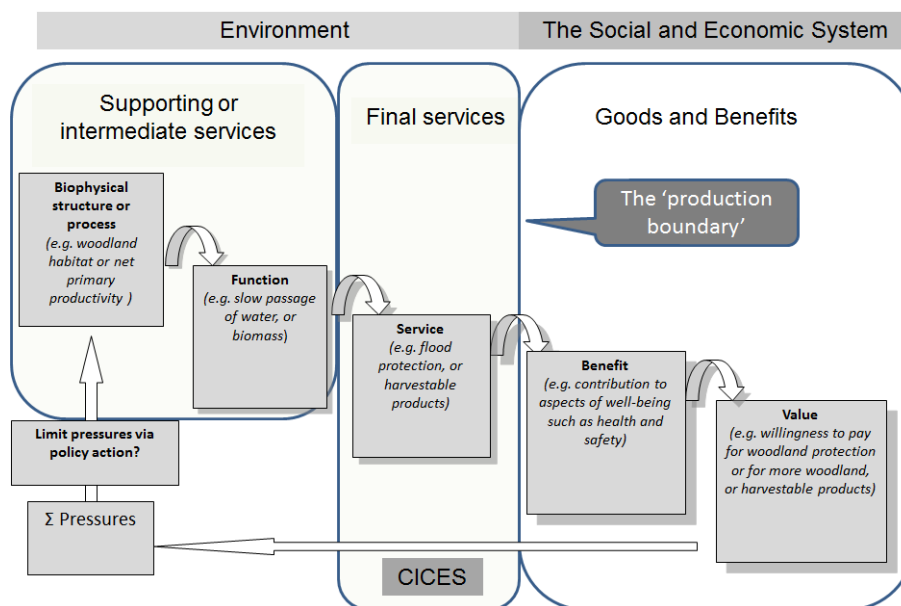 Environment
The Social and Economic System
Supporting or
intermediate services
Final services
Goods and Benefits
Biophysical
structure or
process
(e.g. woodland
habitat or net
primary
productivity )
The ‘production
boundary’
Function
(e.g. slow passage
of water, or
biomass)
Service
(e.g. flood
protection, or
harvestable
products)
Benefit
(e.g. contribution to
aspects of well-being
such as health and
safety)
Value
(e.g. willingness to pay
for woodland protection
or for more woodland,
or harvestable products)
Limit pressures via
policy action?
Σ Pressures
CICES